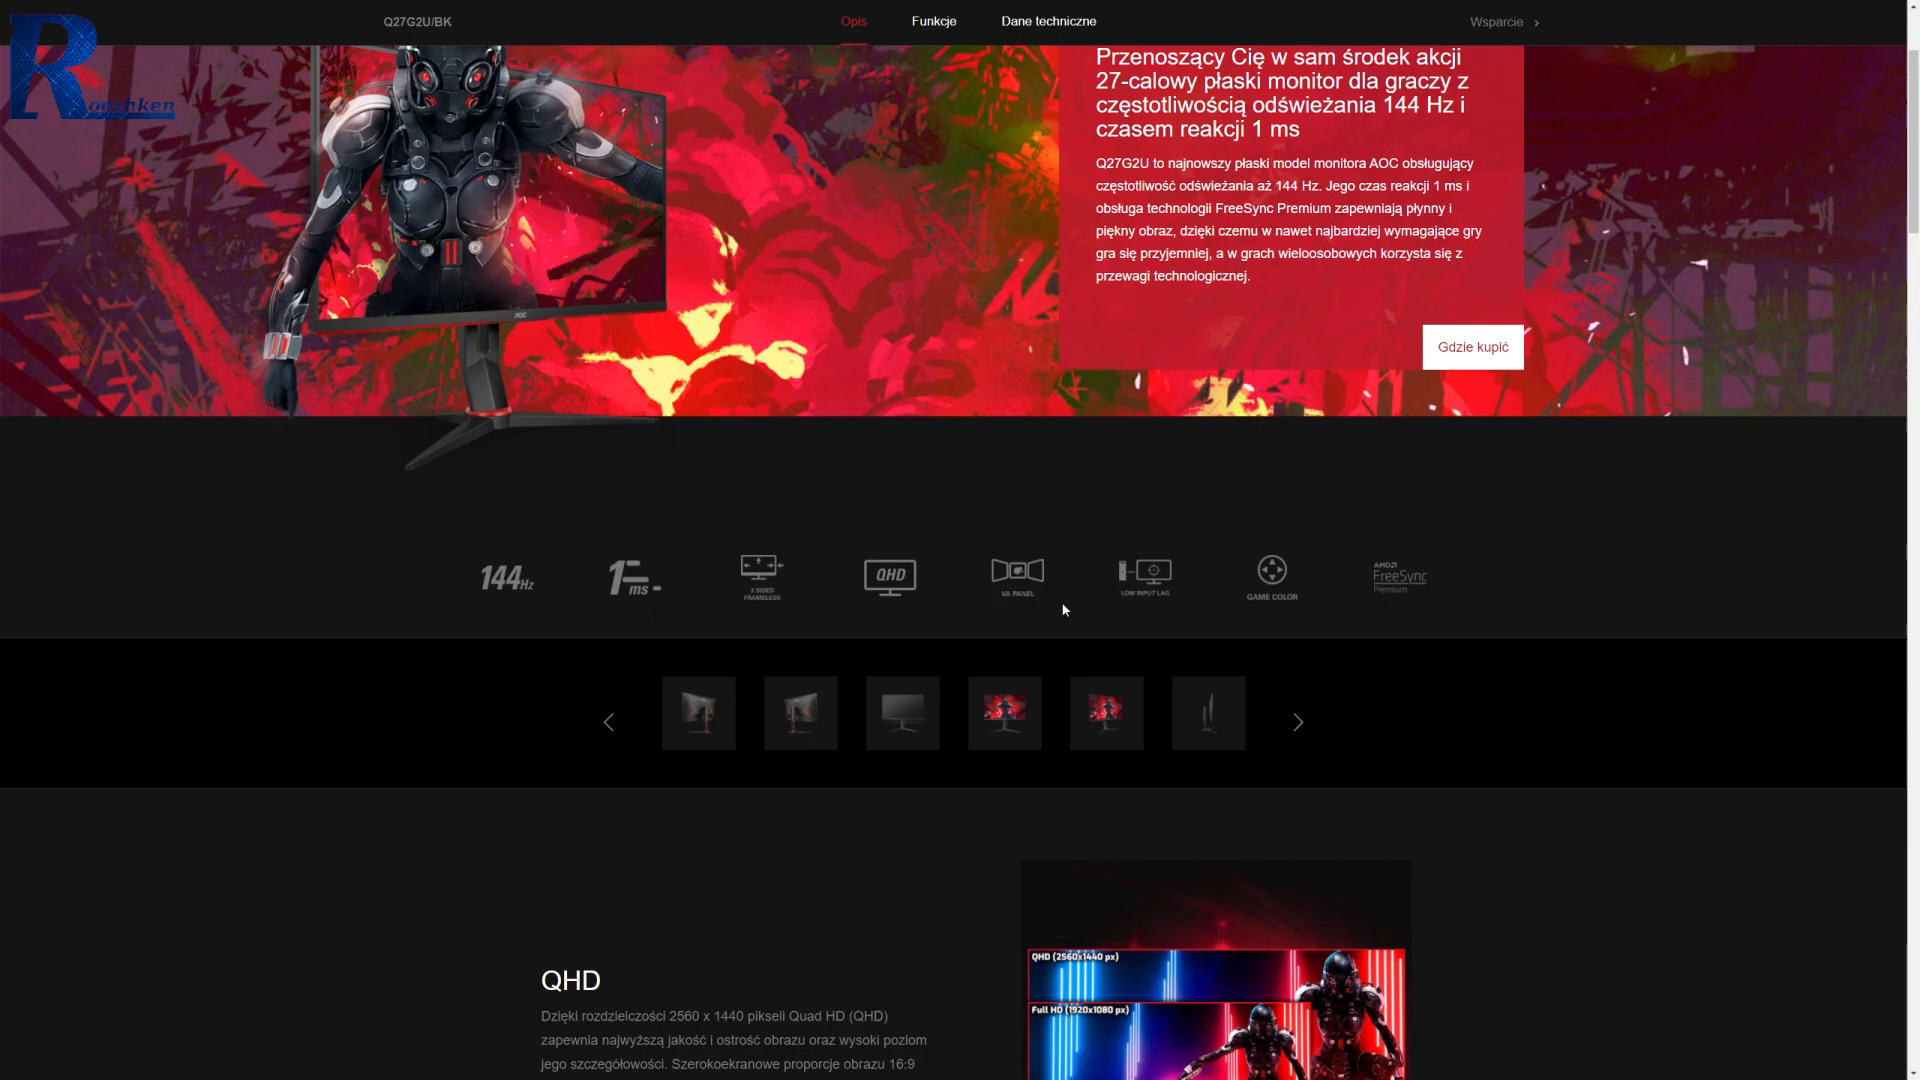 Q27G2U/BK
Opis
Funkcje
Dane techniczne
Wsparcie
Rooshken
Przenoszący Cię w sam środek akcji
27-calowy płaski monitor dla graczy z
częstotliwością odświeżania 144 Hz i
czasem reakcji 1 ms
Q27G2U to najnowszy płaski model monitora AOC obsługujący
częstotliwość odświeżania aż 144 Hz. Jego czas reakcji 1 ms i
obsługa technologii FreeSync Premium zapewniają płynny i
piękny obraz, dzięki czemu w nawet najbardziej wymagające gry
gra się przyjemniej, a w grach wieloosobowych korzysta się z
przewagi technologicznej.
Gdzie kupić
AOC
144Hz
1ms
3 SIDED
FRAMELESS
QHD
VA PANEL
LOW INPUT LAG
GAME COLOR
AMD
FreeSync
Premium
QHD
Dzięki rozdzielczości 2560 x 1440 pikseli Quad HD (QHD)
zapewnia najwyższą jakość i ostrość obrazu oraz wysoki poziom
jego szczegółowości. Szerokoekranowe proporcje obrazu 16:9
QHD (2560x1440 px)
Full HD (1920x1080 px)